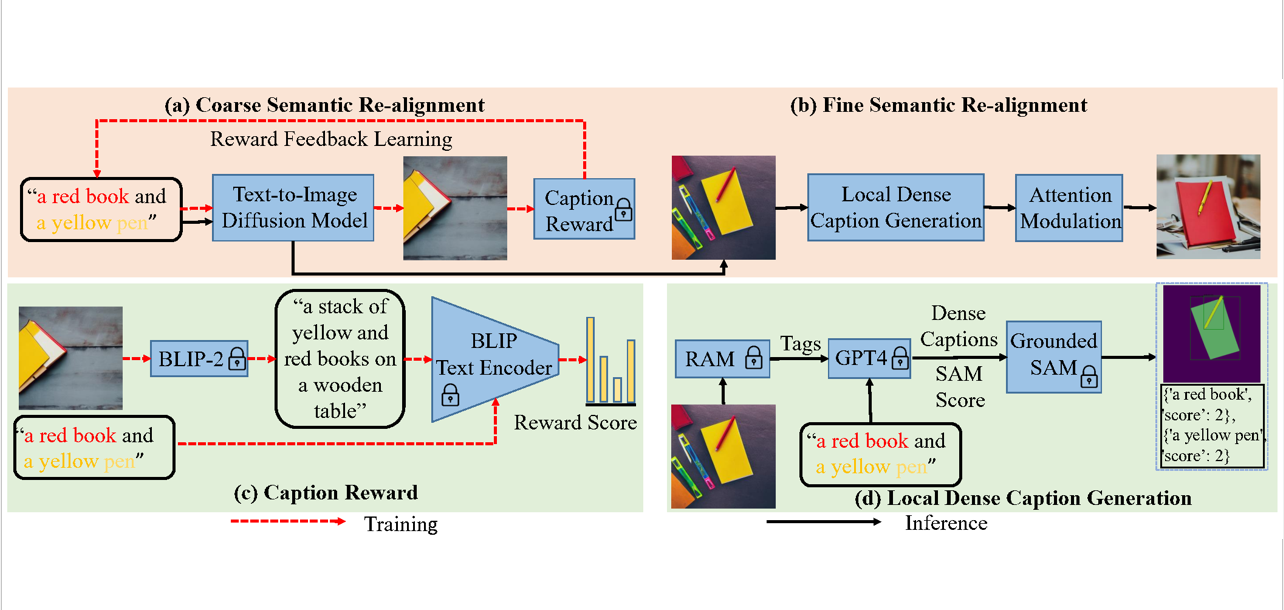 (a) Coarse Semantic Re-alignment
Reward Feedback Learning
“a red book and
a yellow pen”
Text-to-Image
Diffusion Model
Caption
Reward
(b) Fine Semantic Re-alignment
Local Dense
Caption Generation
Attention
Modulation
BLIP-2
“a stack of
yellow and
red books on
a wooden
table”
BLIP
Text Encoder
Reward Score
“a red book and
a yellow pen”
(c) Caption Reward
RAM
Tags
GPT4
Dense
Captions
SAM
Score
Grounded
SAM
“a red book and
a yellow pen”
{'a red book',
'score’: 2},
{'a yellow pen',
'score’: 2}
(d) Local Dense Caption Generation
Training
Inference